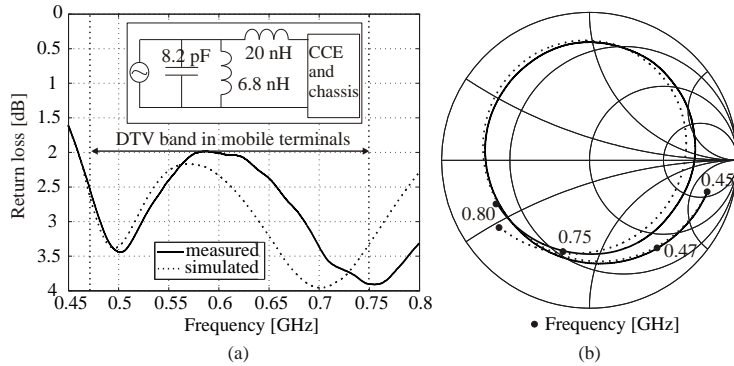 0
0.5
1
1.5
2
2.5
3
3.5
4
Return loss [dB]
8.2 pF
20 nH
6.8 nH
CCE
and
chassis
DTV band in mobile terminals
measured
simulated
0.45
0.5
0.55
0.6
0.65
0.7
0.75
0.8
Frequency [GHz]
(a)
0.45
0.80
0.75
0.47
Frequency [GHz]
(b)